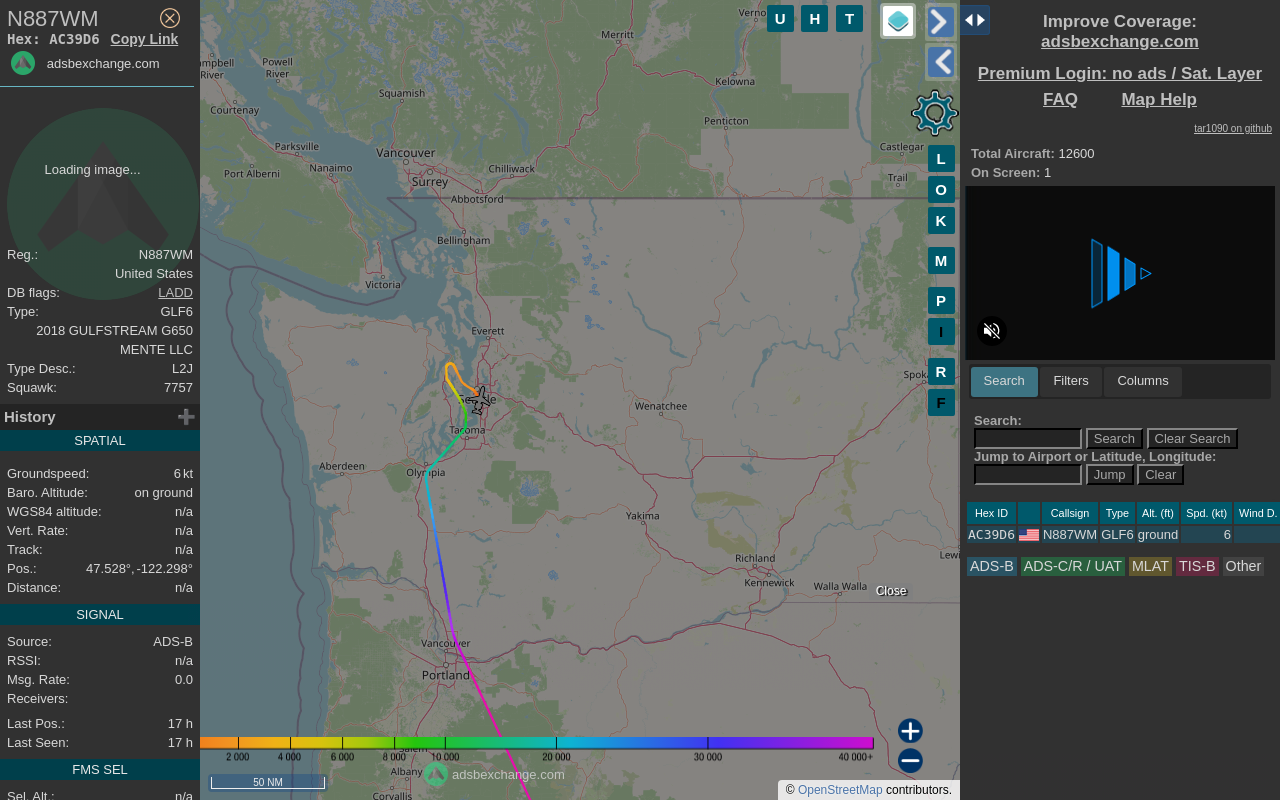 N887WM
Hex: AC39D6 Copy Link
adsbexchange.com
Loading image...
Reg.: N887WM
United States
DB flags: LADD
Type: GLF6
2018 GULFSTREAM G650
MENTE LLC
Type Desc.: L2J
Squawk: 7757
History
SPATIAL
Groundspeed: 6 kt
Baro. Altitude: on ground
WGS84 altitude: n/a
Vert. Rate: n/a
Track: n/a
Pos.: 47.528°, -122.298°
Distance: n/a
SIGNAL
Source: ADS-B
RSSI: n/a
Msg. Rate: 0.0
Receivers:
Last Pos.: 17 h
Last Seen: 17 h
FMS SEL
Sel. Alt.: n/a
U H T
Merritt
Powell
River
River
Squamish
Kelowna
Courtenay
Penticton
Parksville
Nanaimo
Vancouver
Port Alberni
Surrey
Chilliwack
Castlegar
Trail
Abbotsford
Bellingham
Victoria
Everett
Tacoma
Wenatchee
Aberdeen
Olympia
Yakima
Richland
Kennewick
Walla Walla
Vancouver
Portland
Albany
Corvallis
L
O
K
M
P
I
R
F
Close
2 000 4 000 6 000 8 000 10 000 20 000 30 000 40 000+
adsbexchange.com
50 NM
© OpenStreetMap contributors.
Improve Coverage:
adsbexchange.com
Premium Login: no ads / Sat. Layer
FAQ Map Help
tar1090 on github
Total Aircraft: 12600
On Screen: 1
Search Filters Columns
Search:
Search Clear Search
Jump to Airport or Latitude, Longitude:
Jump Clear
Hex ID Callsign Type Alt. (ft) Spd. (kt) Wind D.
AC39D6 N887WM GLF6 ground 6
ADS-B ADS-C/R / UAT MLAT TIS-B Other